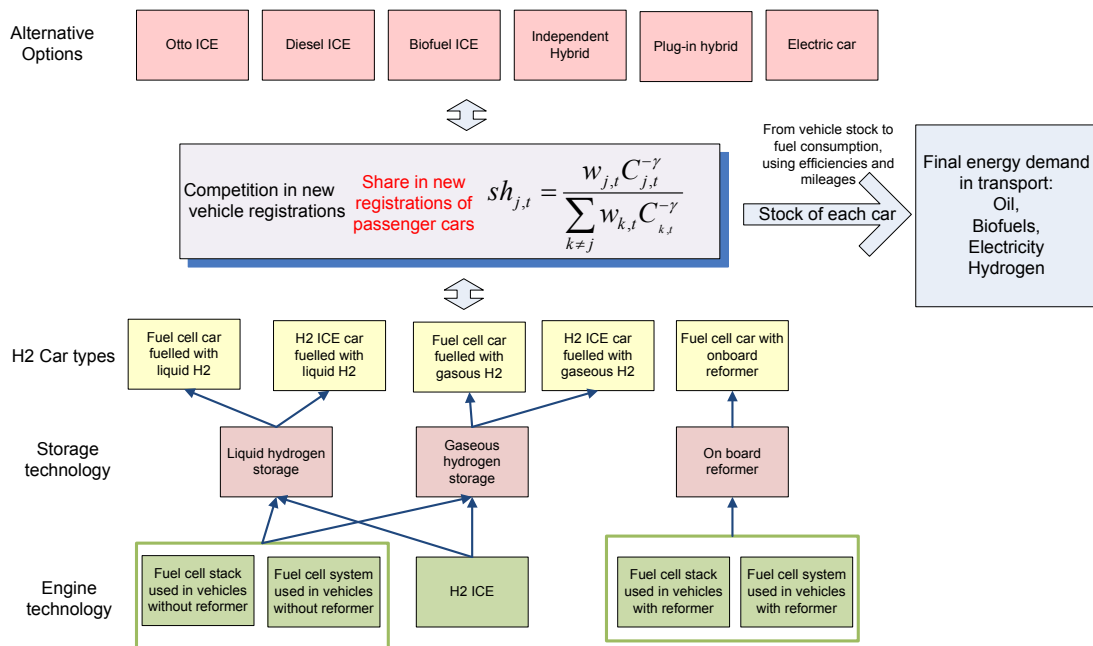 Alternative
Options
Otto ICE
Diesel ICE
Biofuel ICE
Independent
Hybrid
Plug-in hybrid
Electric car
Competition in new
vehicle registrations
Share in new
registrations of
passenger cars
sh_{j,t} = \frac{w_{j,t} C_{j,t}^{-γ}}{\sum_{k≠j} w_{k,t} C_{k,t}^{-γ}}
From vehicle stock to
fuel consumption,
using efficiencies and
mileages
Stock of each car
Final energy demand
in transport:
Oil,
Biofuels,
Electricity
Hydrogen
H2 Car types
Fuel cell car
fuelled with
liquid H2
H2 ICE car
fuelled with
liquid H2
Fuel cell car
fuelled with
gasous H2
H2 ICE car
fuelled with
gaseous H2
Fuel cell car with
onboard
reformer
Storage
technology
Liquid hydrogen
storage
Gaseous
hydrogen
storage
On board
reformer
Engine
technology
Fuel cell stack
used in vehicles
without reformer
Fuel cell system
used in vehicles
without reformer
H2 ICE
Fuel cell stack
used in vehicles
with reformer
Fuel cell system
used in vehicles
with reformer